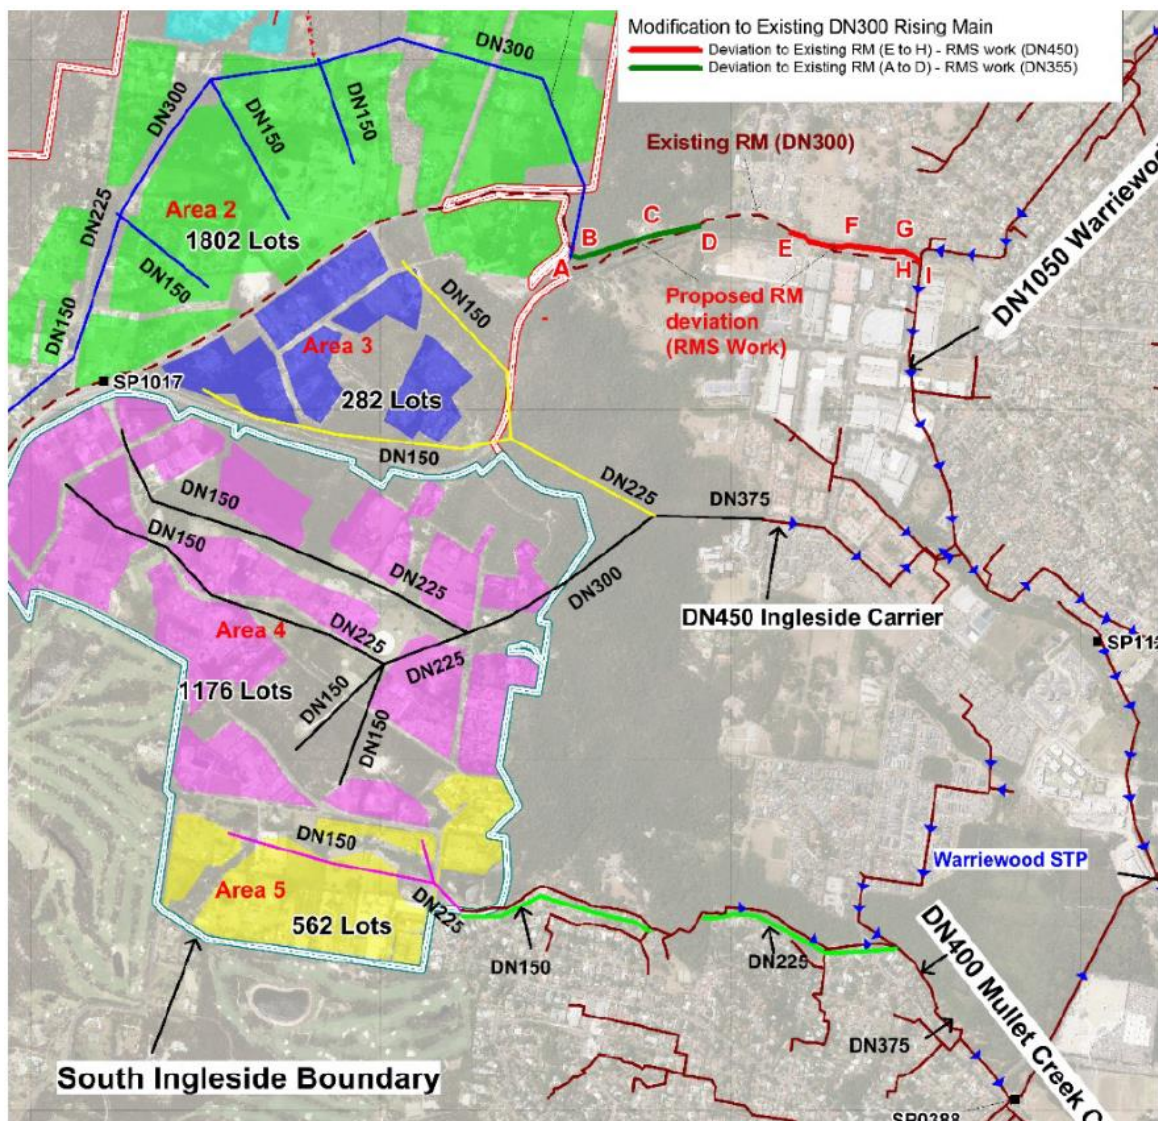 Modification to Existing DN300 Rising Main
Deviation to Existing RM (E to H) - RMS work (DN450)
Deviation to Existing RM (A to D) - RMS work (DN355)
DN300
DN300
DN150
DN150
Existing RM (DN300)
DN225
Area 2
1802 Lots
DN150
DN150
A
B
C
D
E
F
G
H
I
Proposed RM
deviation
(RMS Work)
DN1050
SP1017
Area 3
282 Lots
DN150
DN150
DN225
DN375
DN150
DN150
DN225
DN300
DN450 Ingleside Carrier
Area 4
DN225
DN225
1176 Lots
DN150
DN150
DN150
Area 5
562 Lots
DN225
DN150
DN225
Warriewood STP
DN400 Mullet Creek
DN375
South Ingleside Boundary